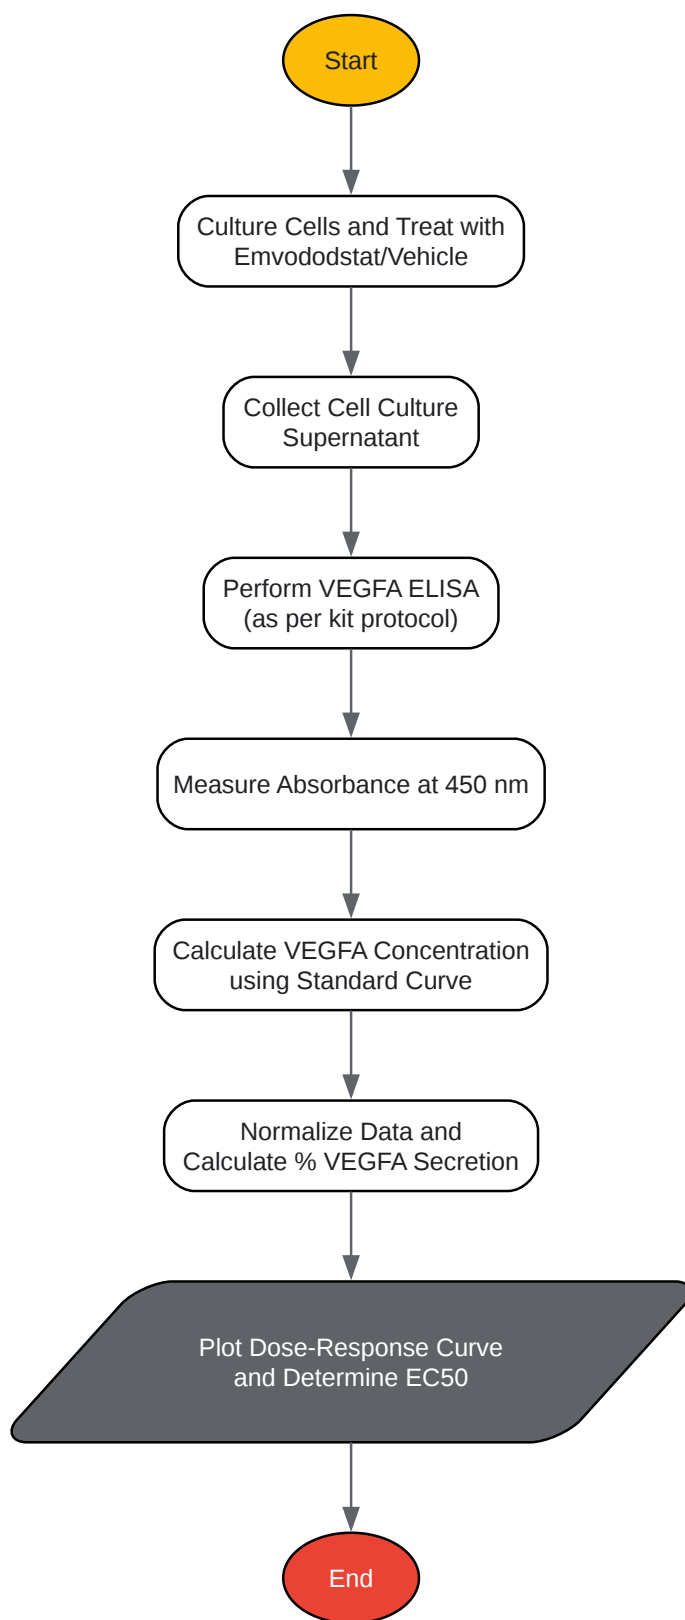 Start
Culture Cells and Treat with
Emvododstat/Vehicle
Collect Cell Culture
Supernatant
Perform VEGFA ELISA
(as per kit protocol)
Measure Absorbance at 450 nm
Calculate VEGFA Concentration
using Standard Curve
Normalize Data and
Calculate % VEGFA Secretion
Plot Dose-Response Curve
and Determine EC50
End